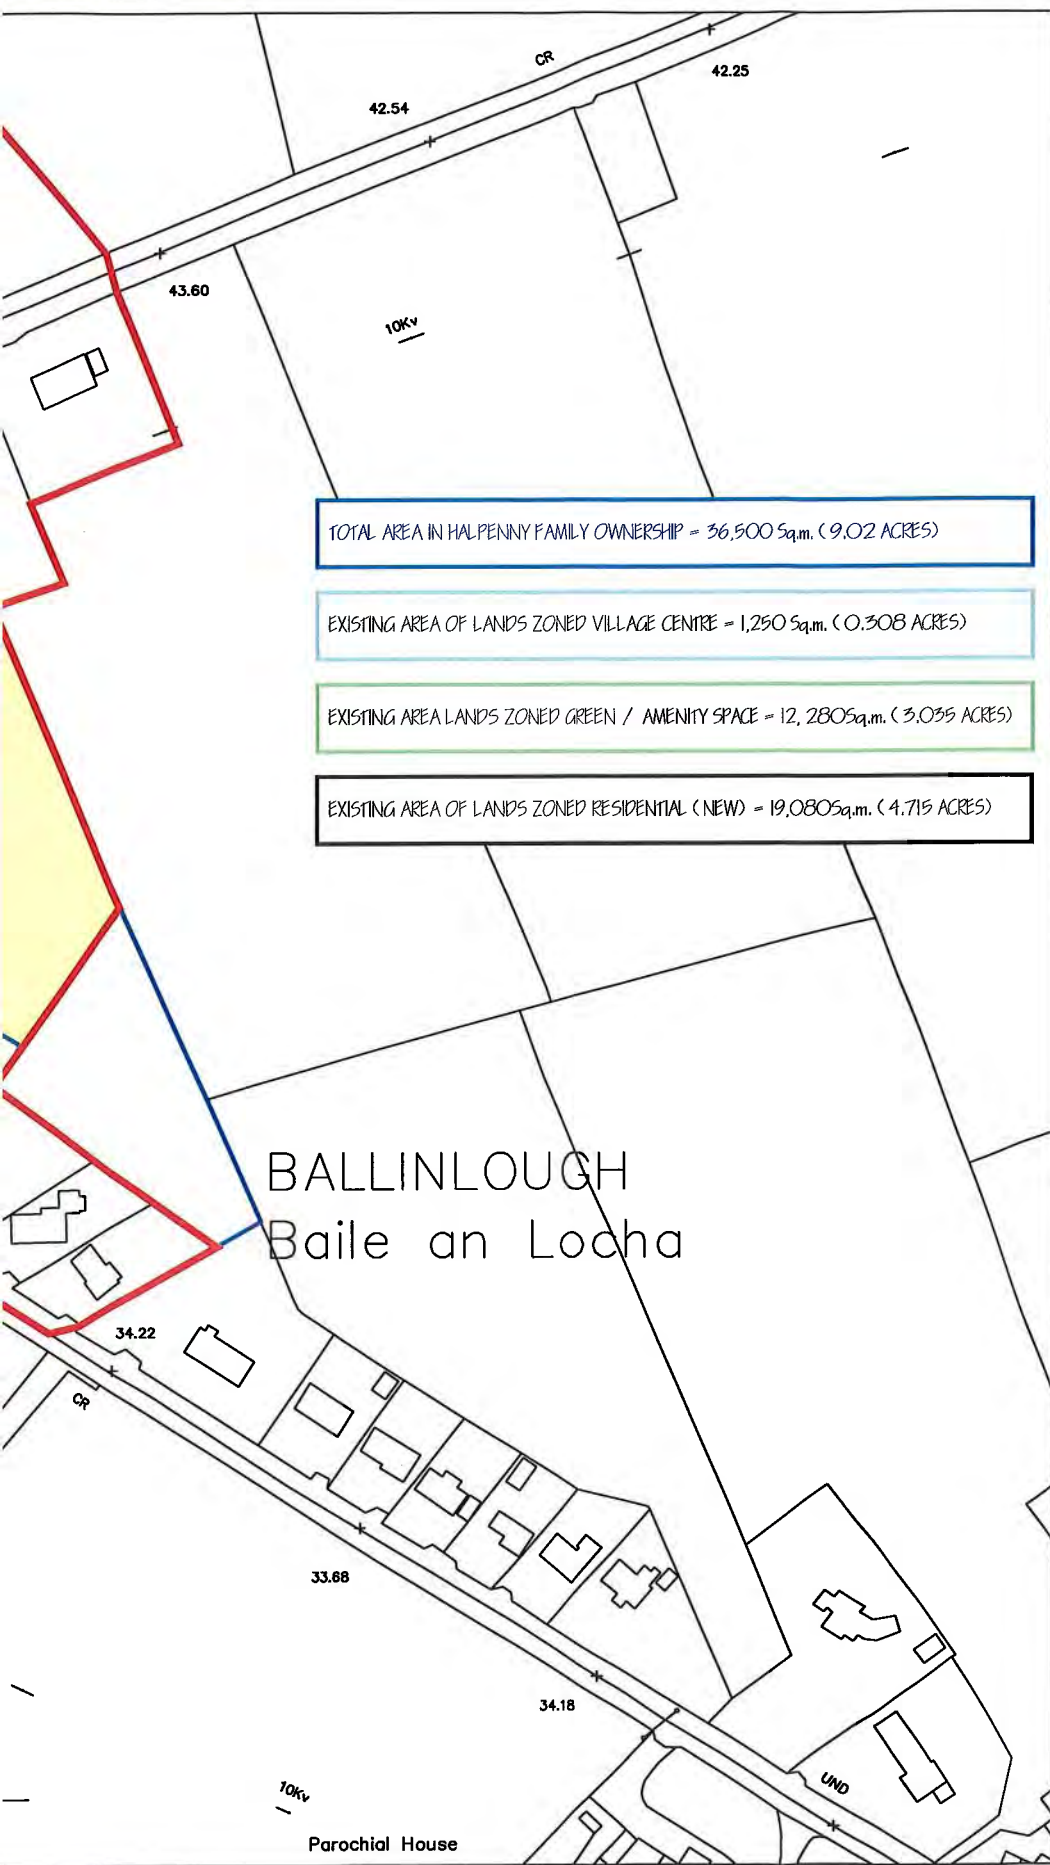 CR
42.25
42.54
43.60
10Kv
TOTAL AREA IN HALPENNY FAMILY OWNERSHIP = 36,500 Sq.m. ( 9.02 ACRES)
EXISTING AREA OF LANDS ZONED VILLAGE CENTRE = 1,250 Sq.m. ( 0.308 ACRES)
EXISTING AREA LANDS ZONED GREEN / AMENITY SPACE = 12, 280Sq.m. ( 3.035 ACRES)
EXISTING AREA OF LANDS ZONED RESIDENTIAL ( NEW) = 19,080Sq.m. ( 4.715 ACRES)
BALLINLOUGH
Baile an Locha
34.22
CR
33.68
34.18
UND
10Kv
Parochial House